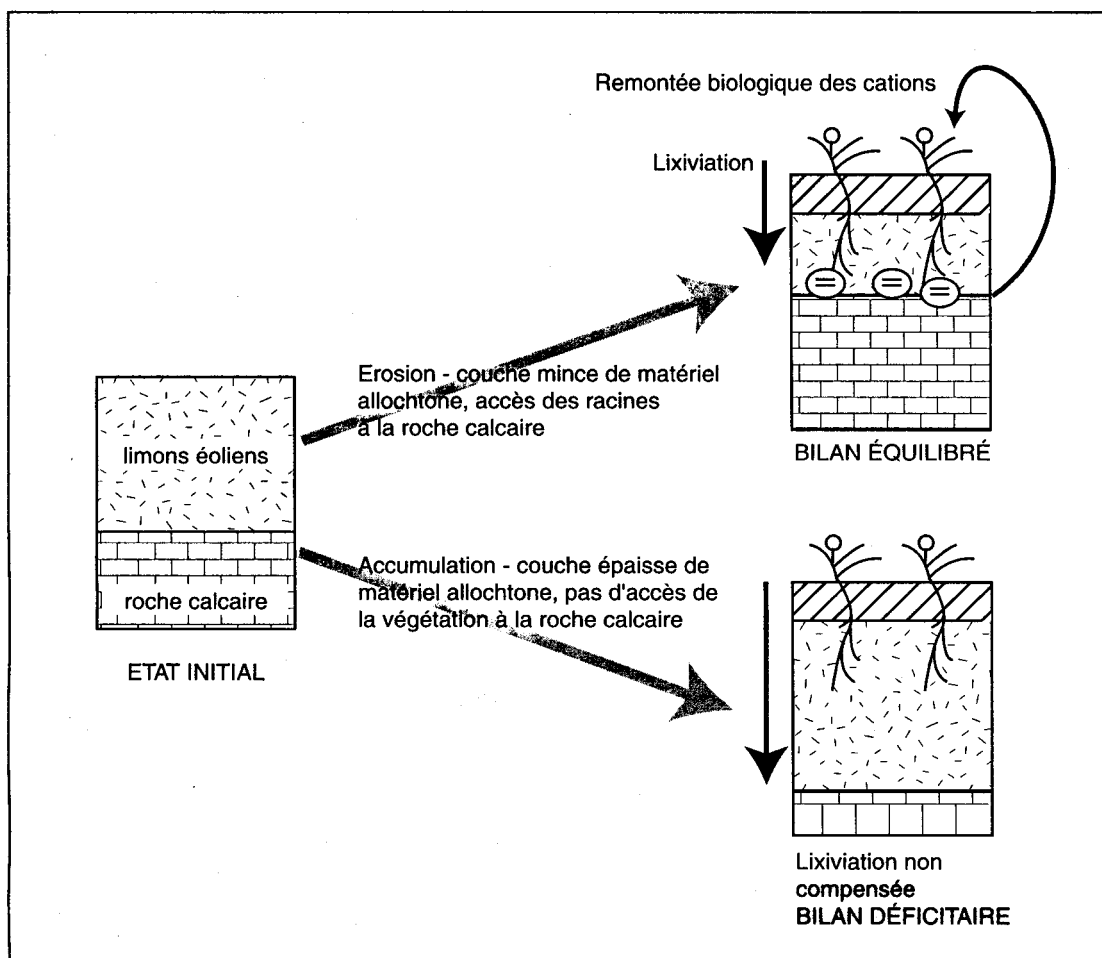 Remontée biologique des cations
Lixiviation
Erosion - couche mince de matériel
allochtone, accès des racines
à la roche calcaire
BILAN ÉQUILIBRÉ
limons éoliens
roche calcaire
ETAT INITIAL
Accumulation - couche épaisse de
matériel allochtone, pas d'accès de
la végétation à la roche calcaire
Lixiviation non
compensée
BILAN DÉFICITAIRE